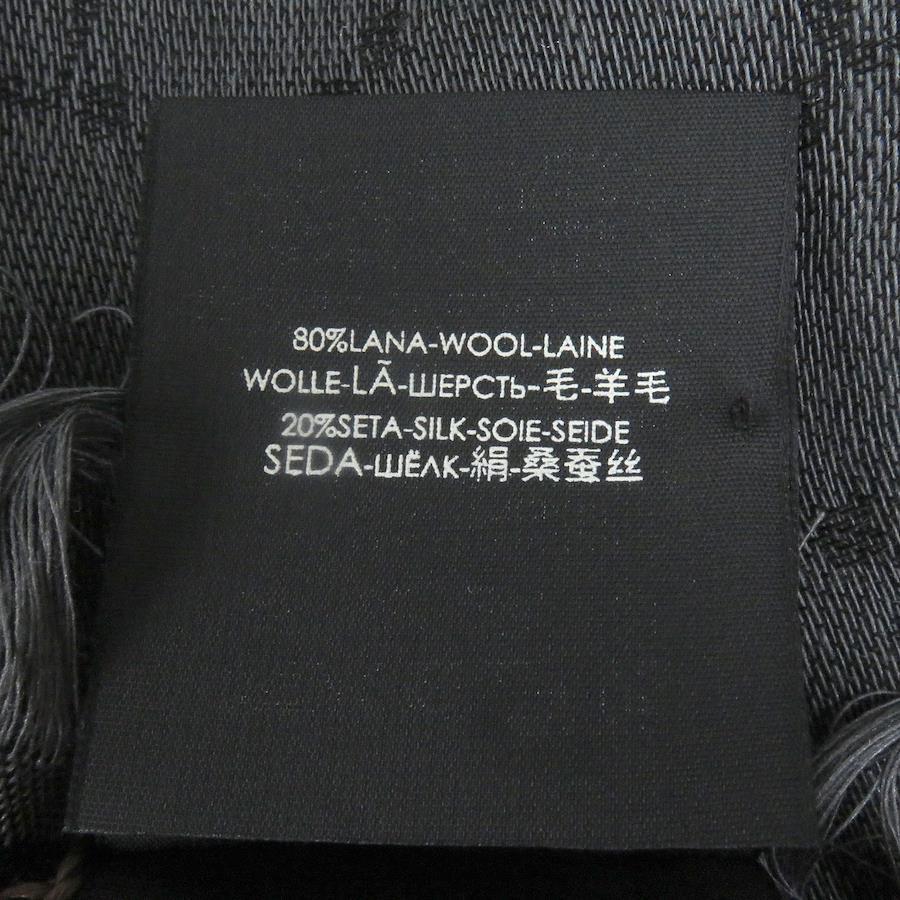 80%LANA-WOOL-LAINE
WOLLE-LÃ-ШЕРСТЬ-毛-羊毛
20%SETA-SILK-SOIE-SEIDE
SEDA-ШЁЛК-絹-桑蚕丝